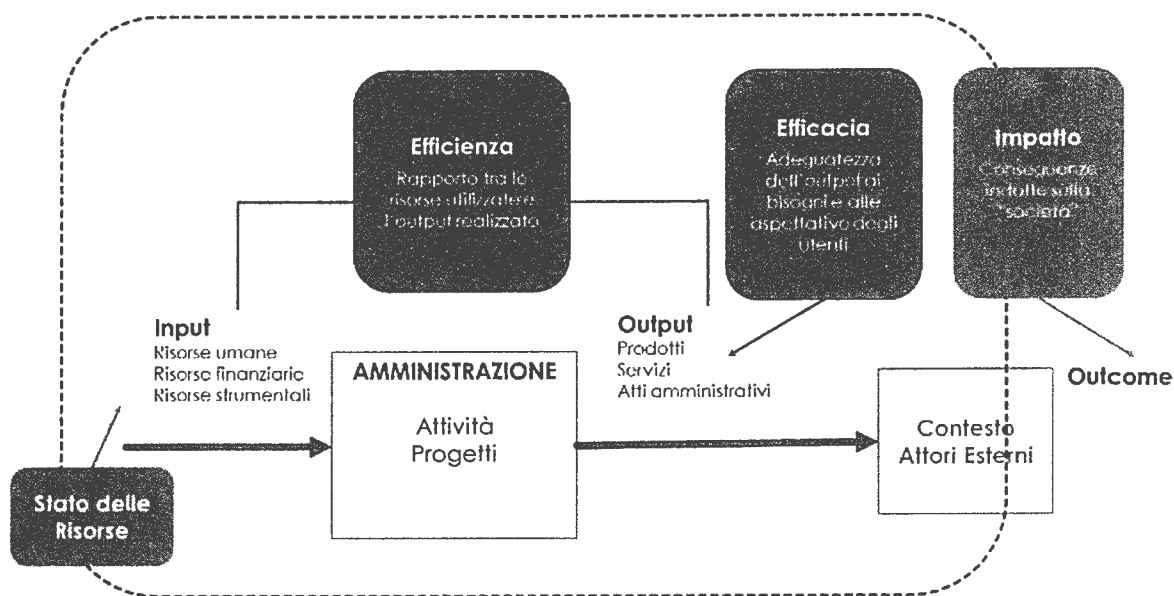 Efficienza
Rapporto tra le
risorse utilizzate e
l'output realizzato
Efficacia
Adeguatezza
dell'output ai
bisogni e alle
aspettative degli
utenti
Impatto
Conseguenze
indotte sulla
"società"
Input
Risorse umane
Risorse finanziarie
Risorse strumentali
Output
Prodotti
Servizi
Atti amministrativi
AMMINISTRAZIONE
Attività
Progetti
Outcome
Contesto
Attori Esterni
Stato delle
Risorse